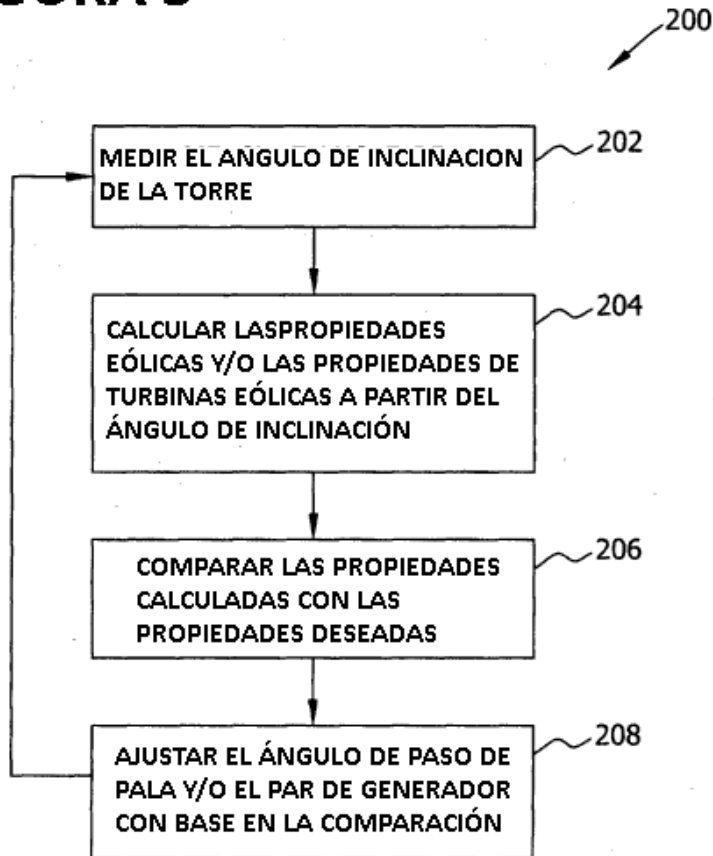 200
MEDIR EL ANGULO DE INCLINACION
DE LA TORRE
202
CALCULAR LASPROPIEDADES
EÓLICAS Y/O LAS PROPIEDADES DE
TURBINAS EÓLICAS A PARTIR DEL
ÁNGULO DE INCLINACIÓN
204
COMPARAR LAS PROPIEDADES
CALCULADAS CON LAS
PROPIEDADES DESEADAS
206
AJUSTAR EL ÁNGULO DE PASO DE
PALA Y/O EL PAR DE GENERADOR
CON BASE EN LA COMPARACIÓN
208